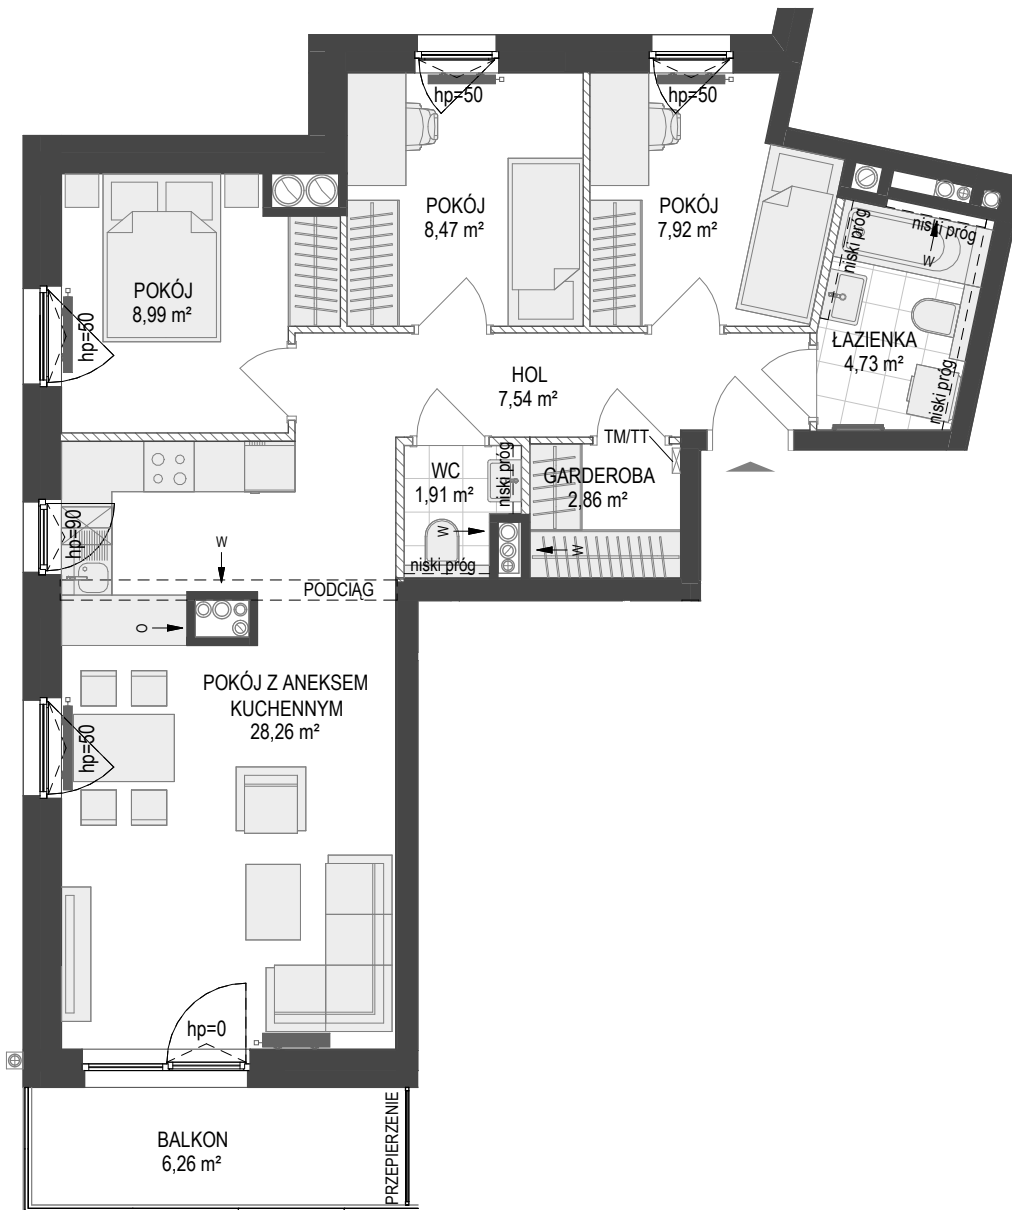 hp=50
hp=50
POKÓJ
8,47 m²
POKÓJ
7,92 m²
niski próg
niski próg
W
POKÓJ
8,99 m²
hp=50
ŁAZIENKA
4,73 m²
niski próg
HOL
7,54 m²
TM/TT
WC
1,91 m²
niski próg
GARDEROBA
2,86 m²
hp=90
W
W
W
niski próg
PODCIĄG
O
POKÓJ Z ANEKSEM
KUCHENNYM
28,26 m²
hp=50
hp=0
BALKON
6,26 m²
PRZEPIERZENIE